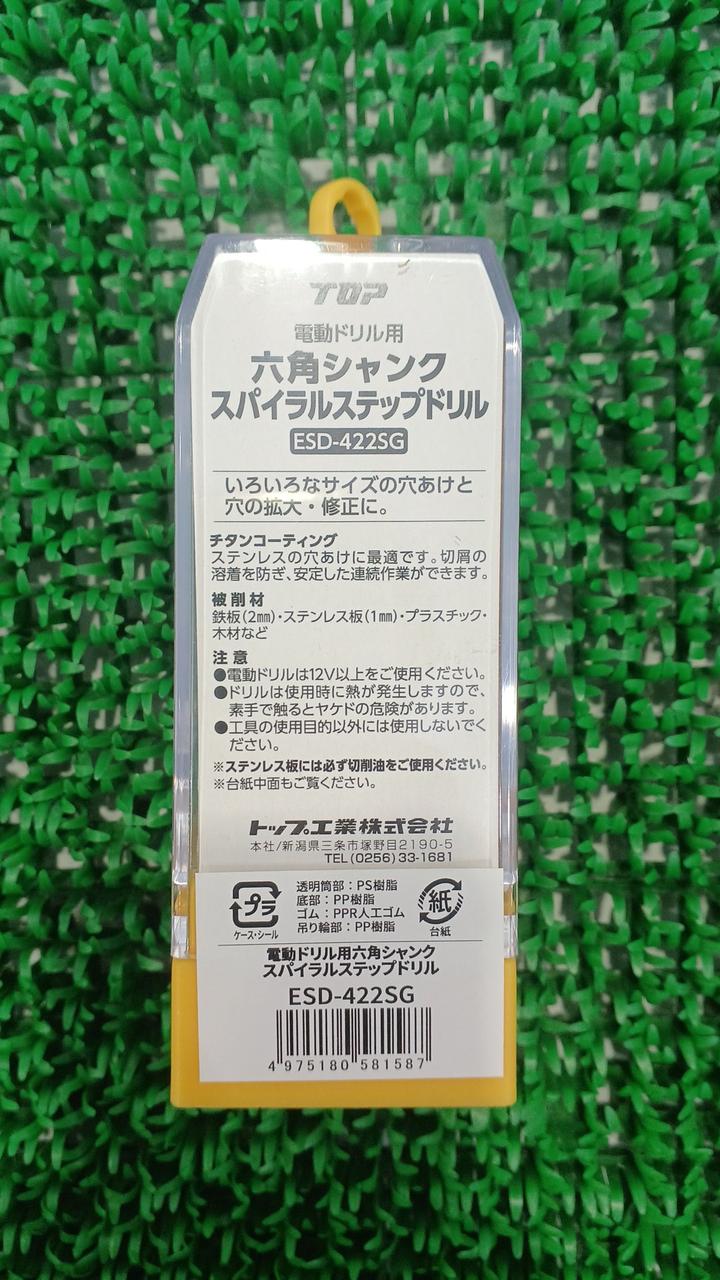 TOP
電動ドリル用
六角シャンク
スパイラルステップドリル
ESD-422SG
いろいろなサイズの穴あけと
穴の拡大・修正に。
チタンコーティング
ステンレスの穴あけに最適です。切屑の
溶着を防ぎ、安定した連続作業ができます。
被削材
鉄板(2㎜)・ステンレス板(1㎜)・プラスチック・
木材など
注意
●電動ドリルは12V以上をご使用ください。
●ドリルは使用時に熱が発生しますので、
素手で触るとヤケドの危険があります。
●工具の使用目的以外には使用しないでく
ださい。
※ステンレス板には必ず切削油をご使用ください。
※台紙中面もご覧ください。
トップ工業株式会社
本社/新潟県三条市塚野目2190-5
TEL(0256)33-1681
プラ
ケース・シール
透明筒部：PS樹脂
底部：PP樹脂
ゴム：PPR人工ゴム
吊り輪部：PP樹脂
紙
台紙
電動ドリル用六角シャンク
スパイラルステップドリル
ESD-422SG
4 975180 581587